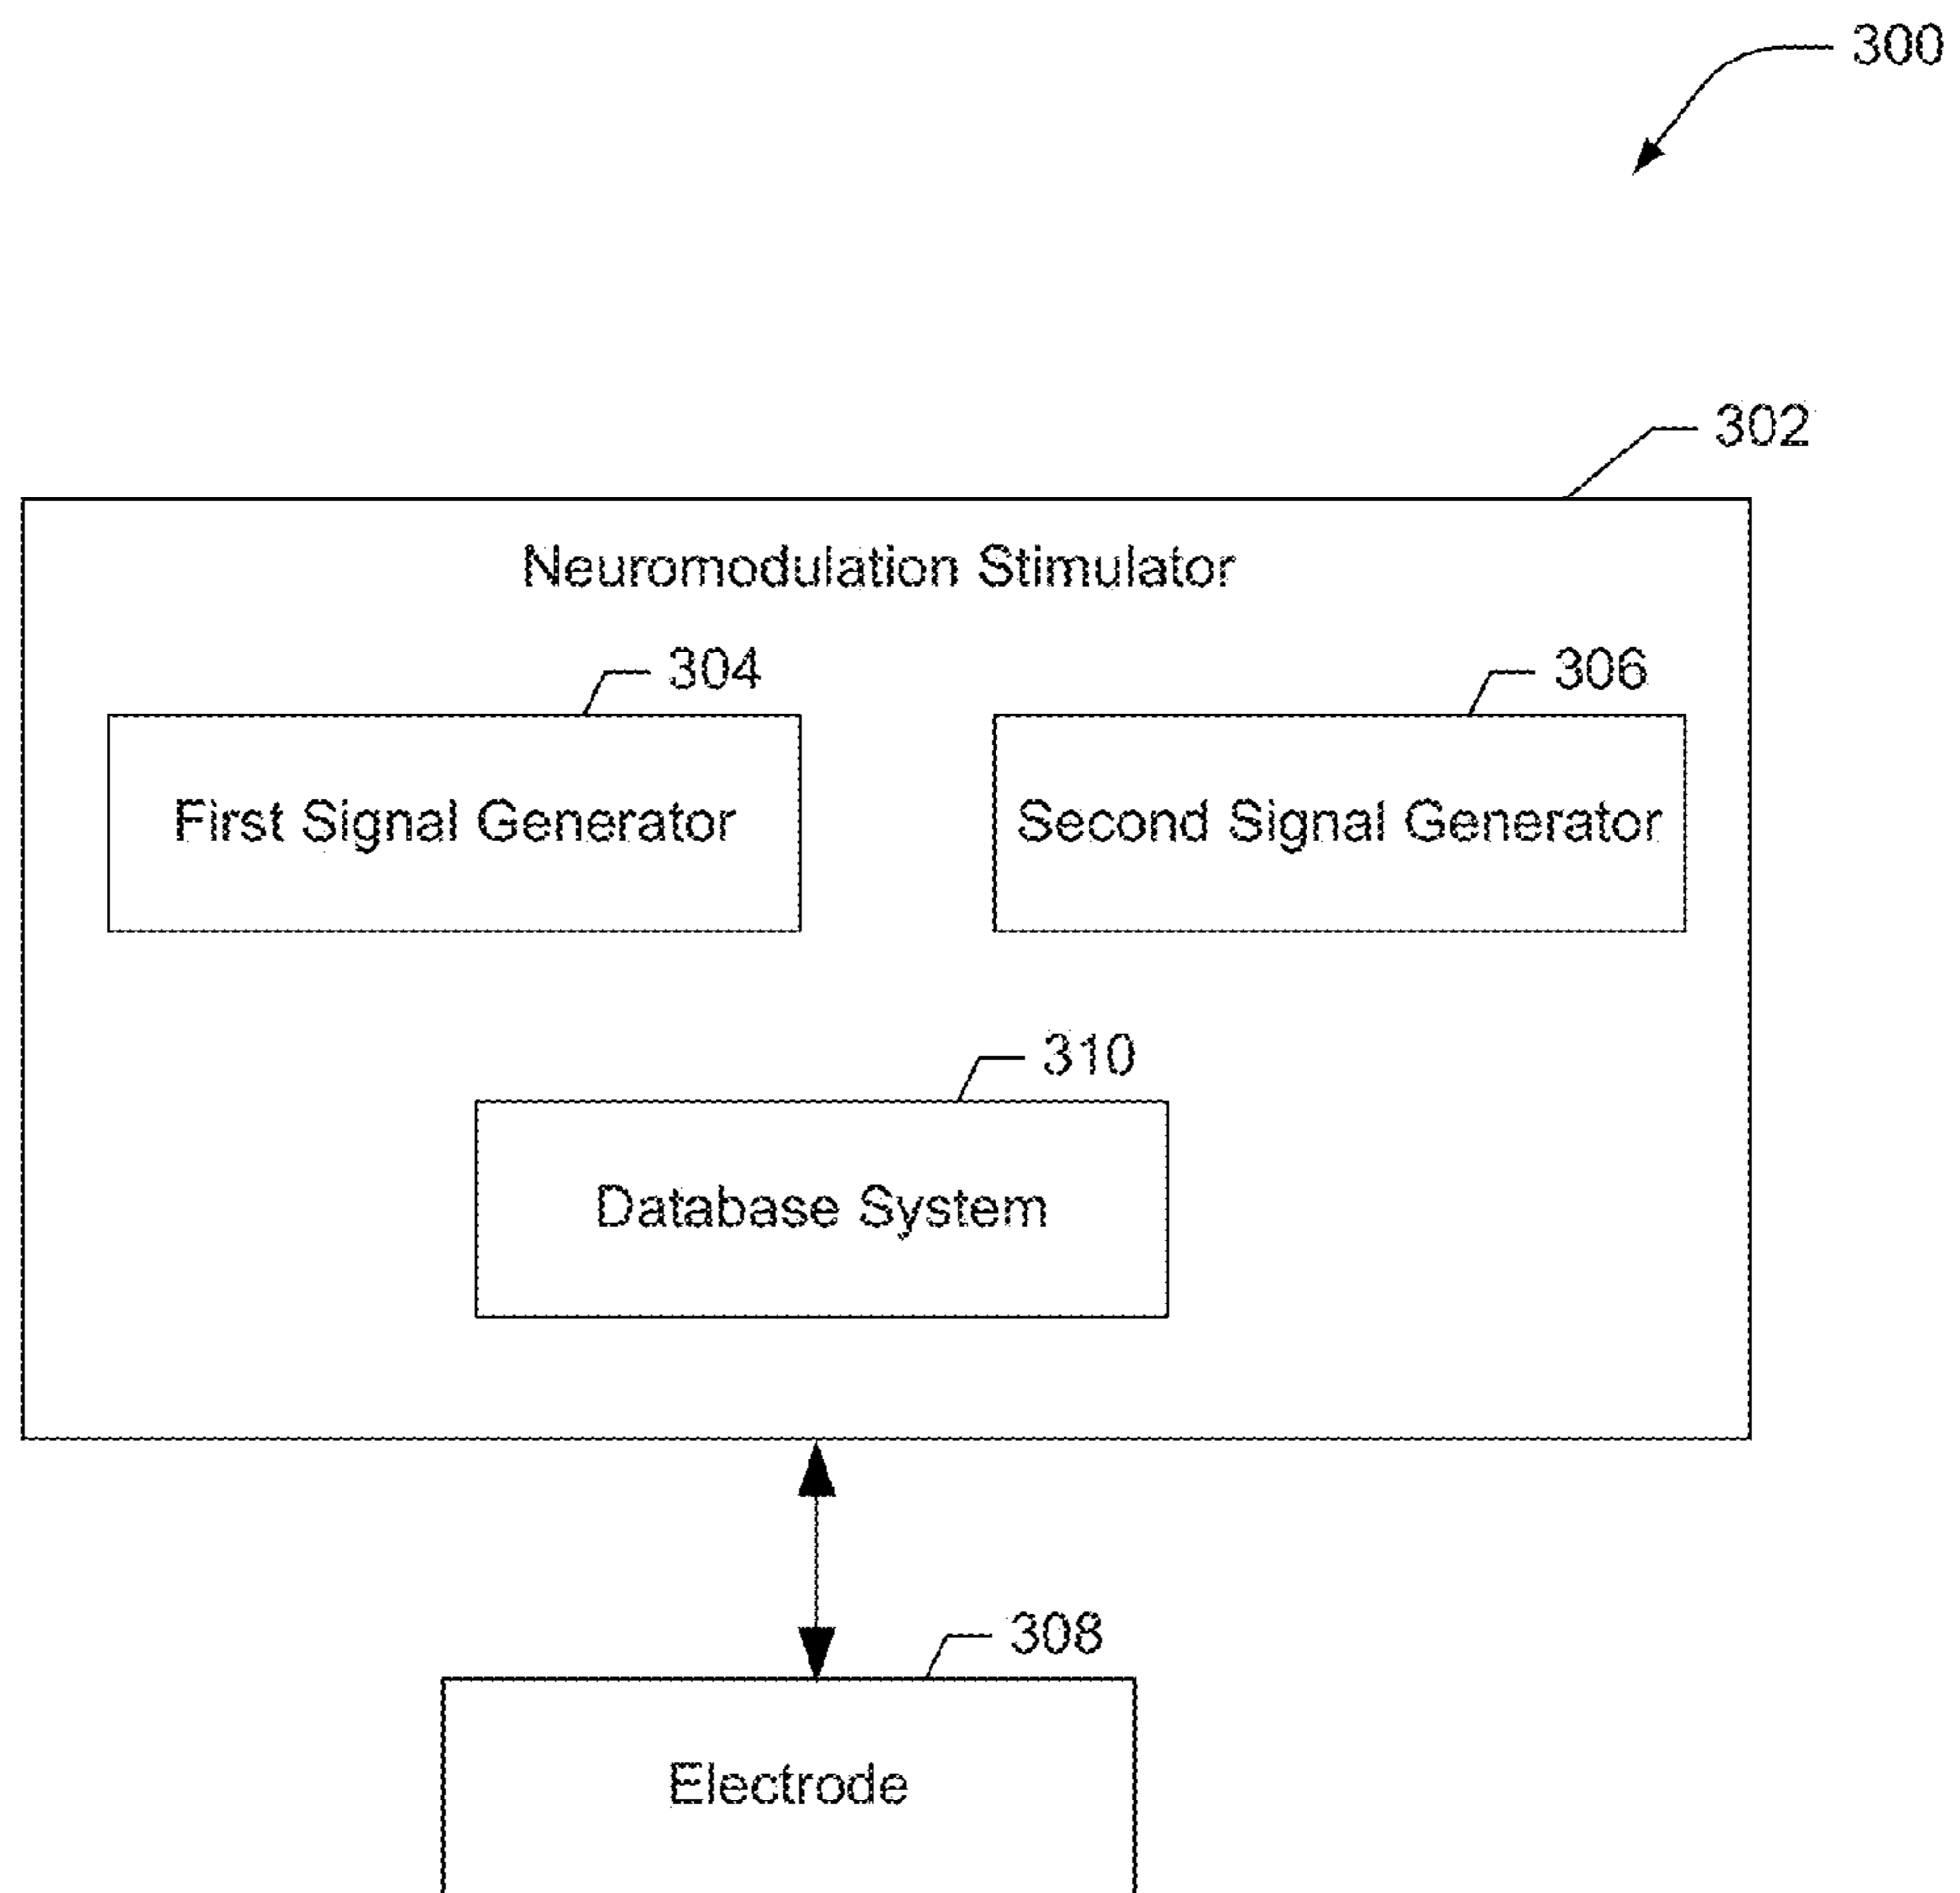 300
302
Neuromodulation Stimulator
304
306
First Signal Generator
Second Signal Generator
310
Database System
308
Electrode